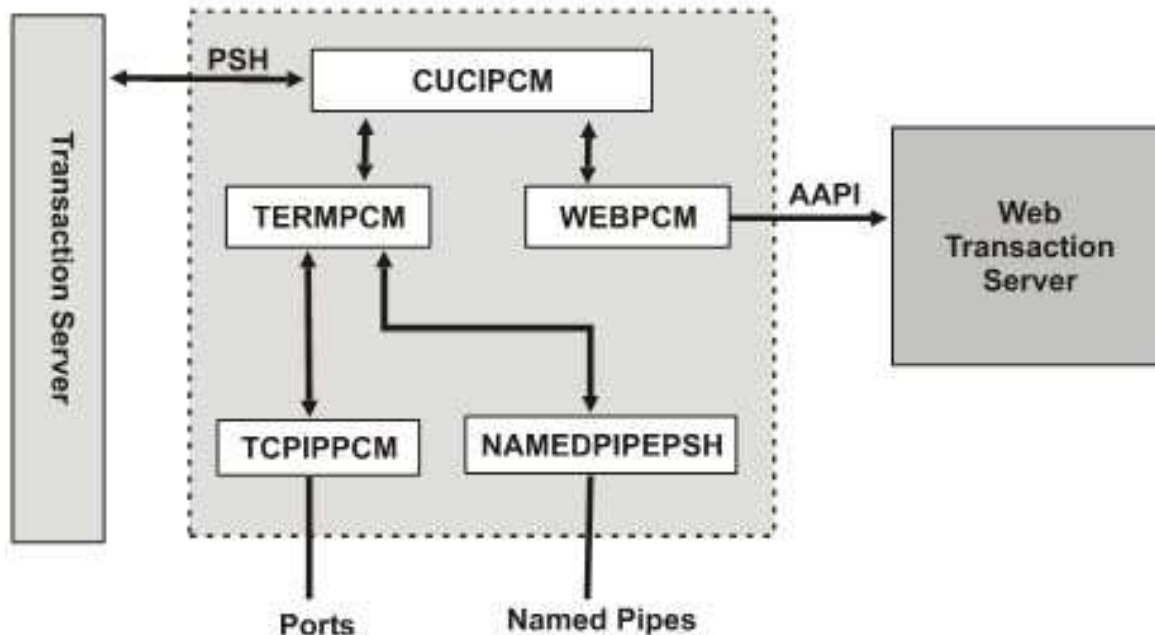 PSH
CUCIPCM
Transaction Server
TERMPCM
WEBPCM
AAPI
Web
Transaction
Server
TCPIPPCM
NAMEDPIPEPSH
Ports
Named Pipes